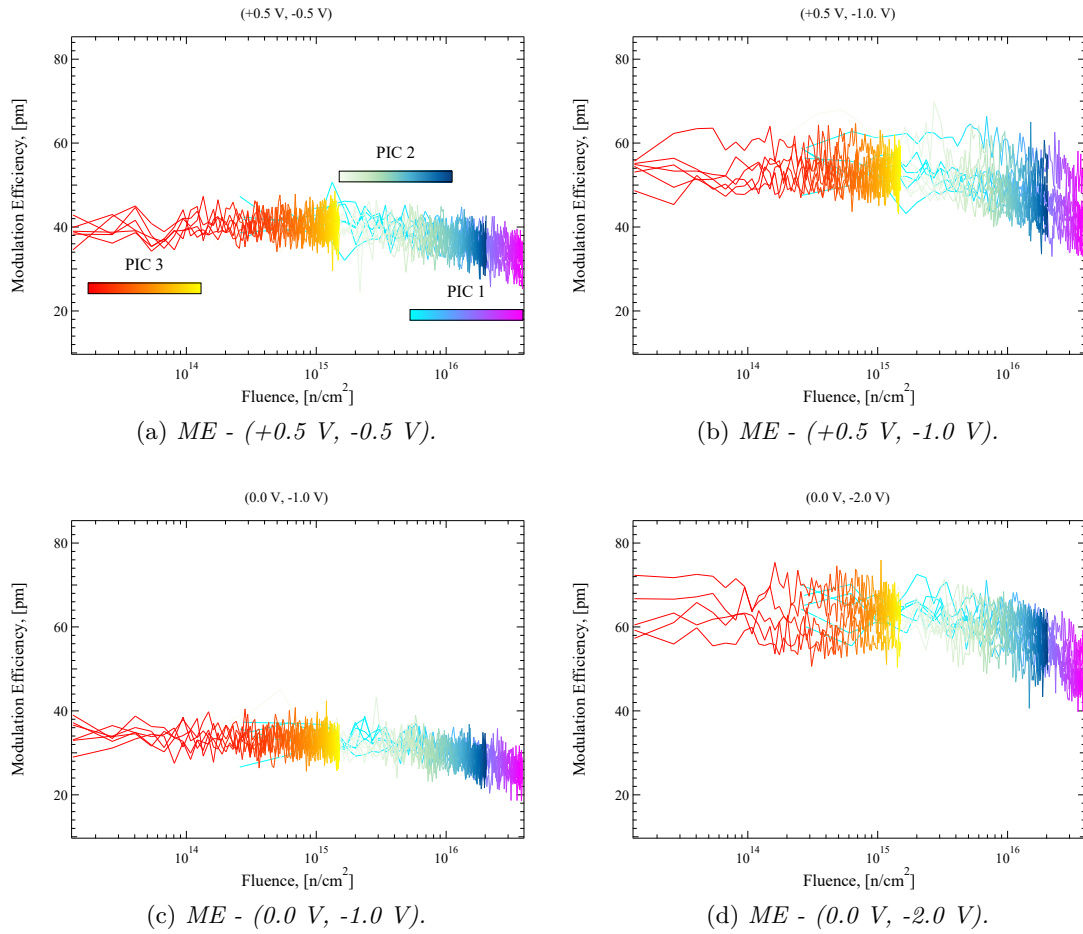 (+0.5 V, -0.5 V)
80
60
40
20
Modulation Efficiency, [pm]
PIC 2
PIC 3
PIC 1
10^14
10^15
10^16
Fluence, [n/cm^2]
(a) ME - (+0.5 V, -0.5 V).
(+0.5 V, -1.0. V)
80
60
40
20
Modulation Efficiency, [pm]
10^14
10^15
10^16
Fluence, [n/cm^2]
(b) ME - (+0.5 V, -1.0 V).
(0.0 V, -1.0 V)
80
60
40
20
Modulation Efficiency, [pm]
10^14
10^15
10^16
Fluence, [n/cm^2]
(c) ME - (0.0 V, -1.0 V).
(0.0 V, -2.0 V)
80
60
40
20
Modulation Efficiency, [pm]
10^14
10^15
10^16
Fluence, [n/cm^2]
(d) ME - (0.0 V, -2.0 V).